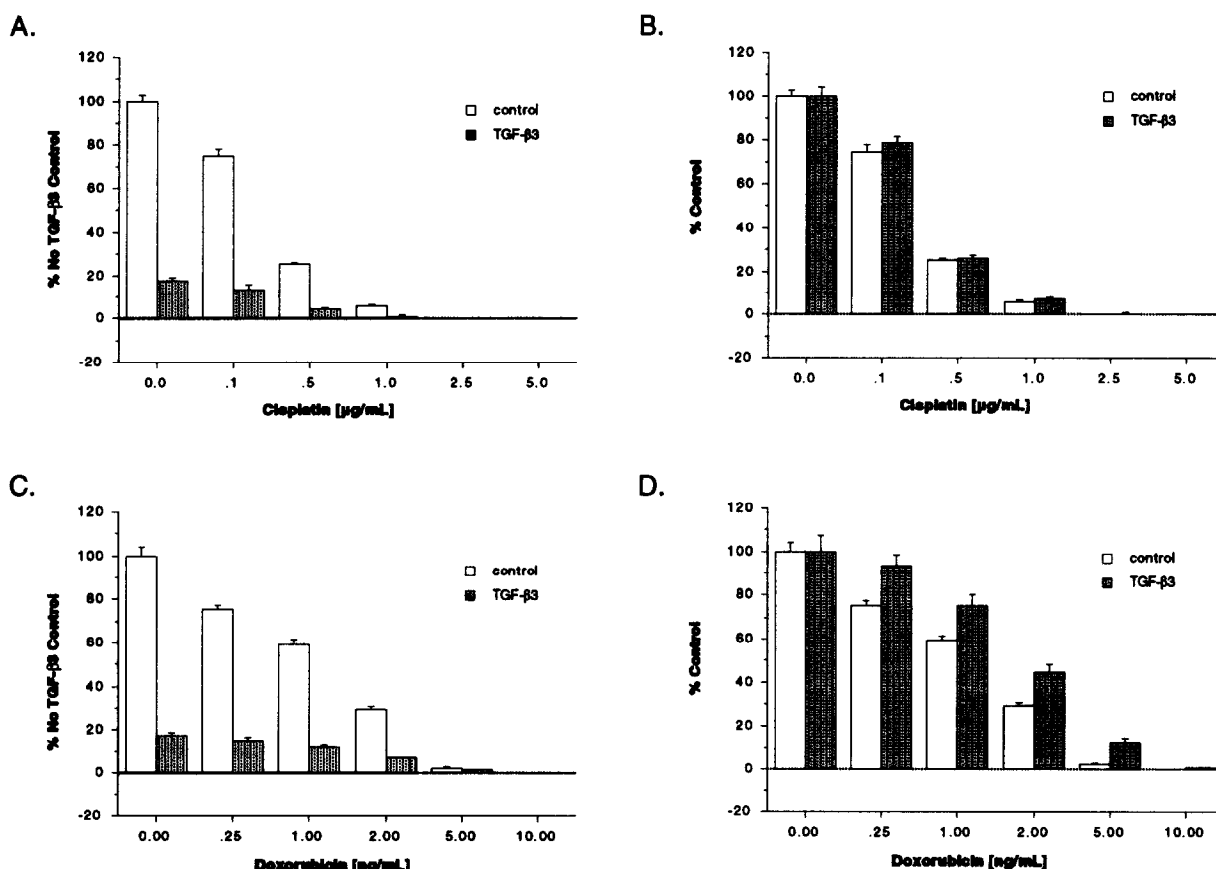 A.
120
100
80
60
40
20
0
-20
% No TGF-β3 Control
control
TGF-β3
0.0 .1 .5 1.0 2.5 5.0
Cisplatin [µg/mL]
B.
120
100
80
60
40
20
0
-20
% Control
control
TGF-β3
0.0 .1 .5 1.0 2.5 5.0
Cisplatin [µg/mL]
C.
120
100
80
60
40
20
0
-20
% No TGF-β3 Control
control
TGF-β3
0.00 .25 1.00 2.00 5.00 10.00
Doxorubicin [ng/mL]
D.
120
100
80
60
40
20
0
-20
% Control
control
TGF-β3
0.00 .25 1.00 2.00 5.00 10.00
Doxorubicin [ng/mL]